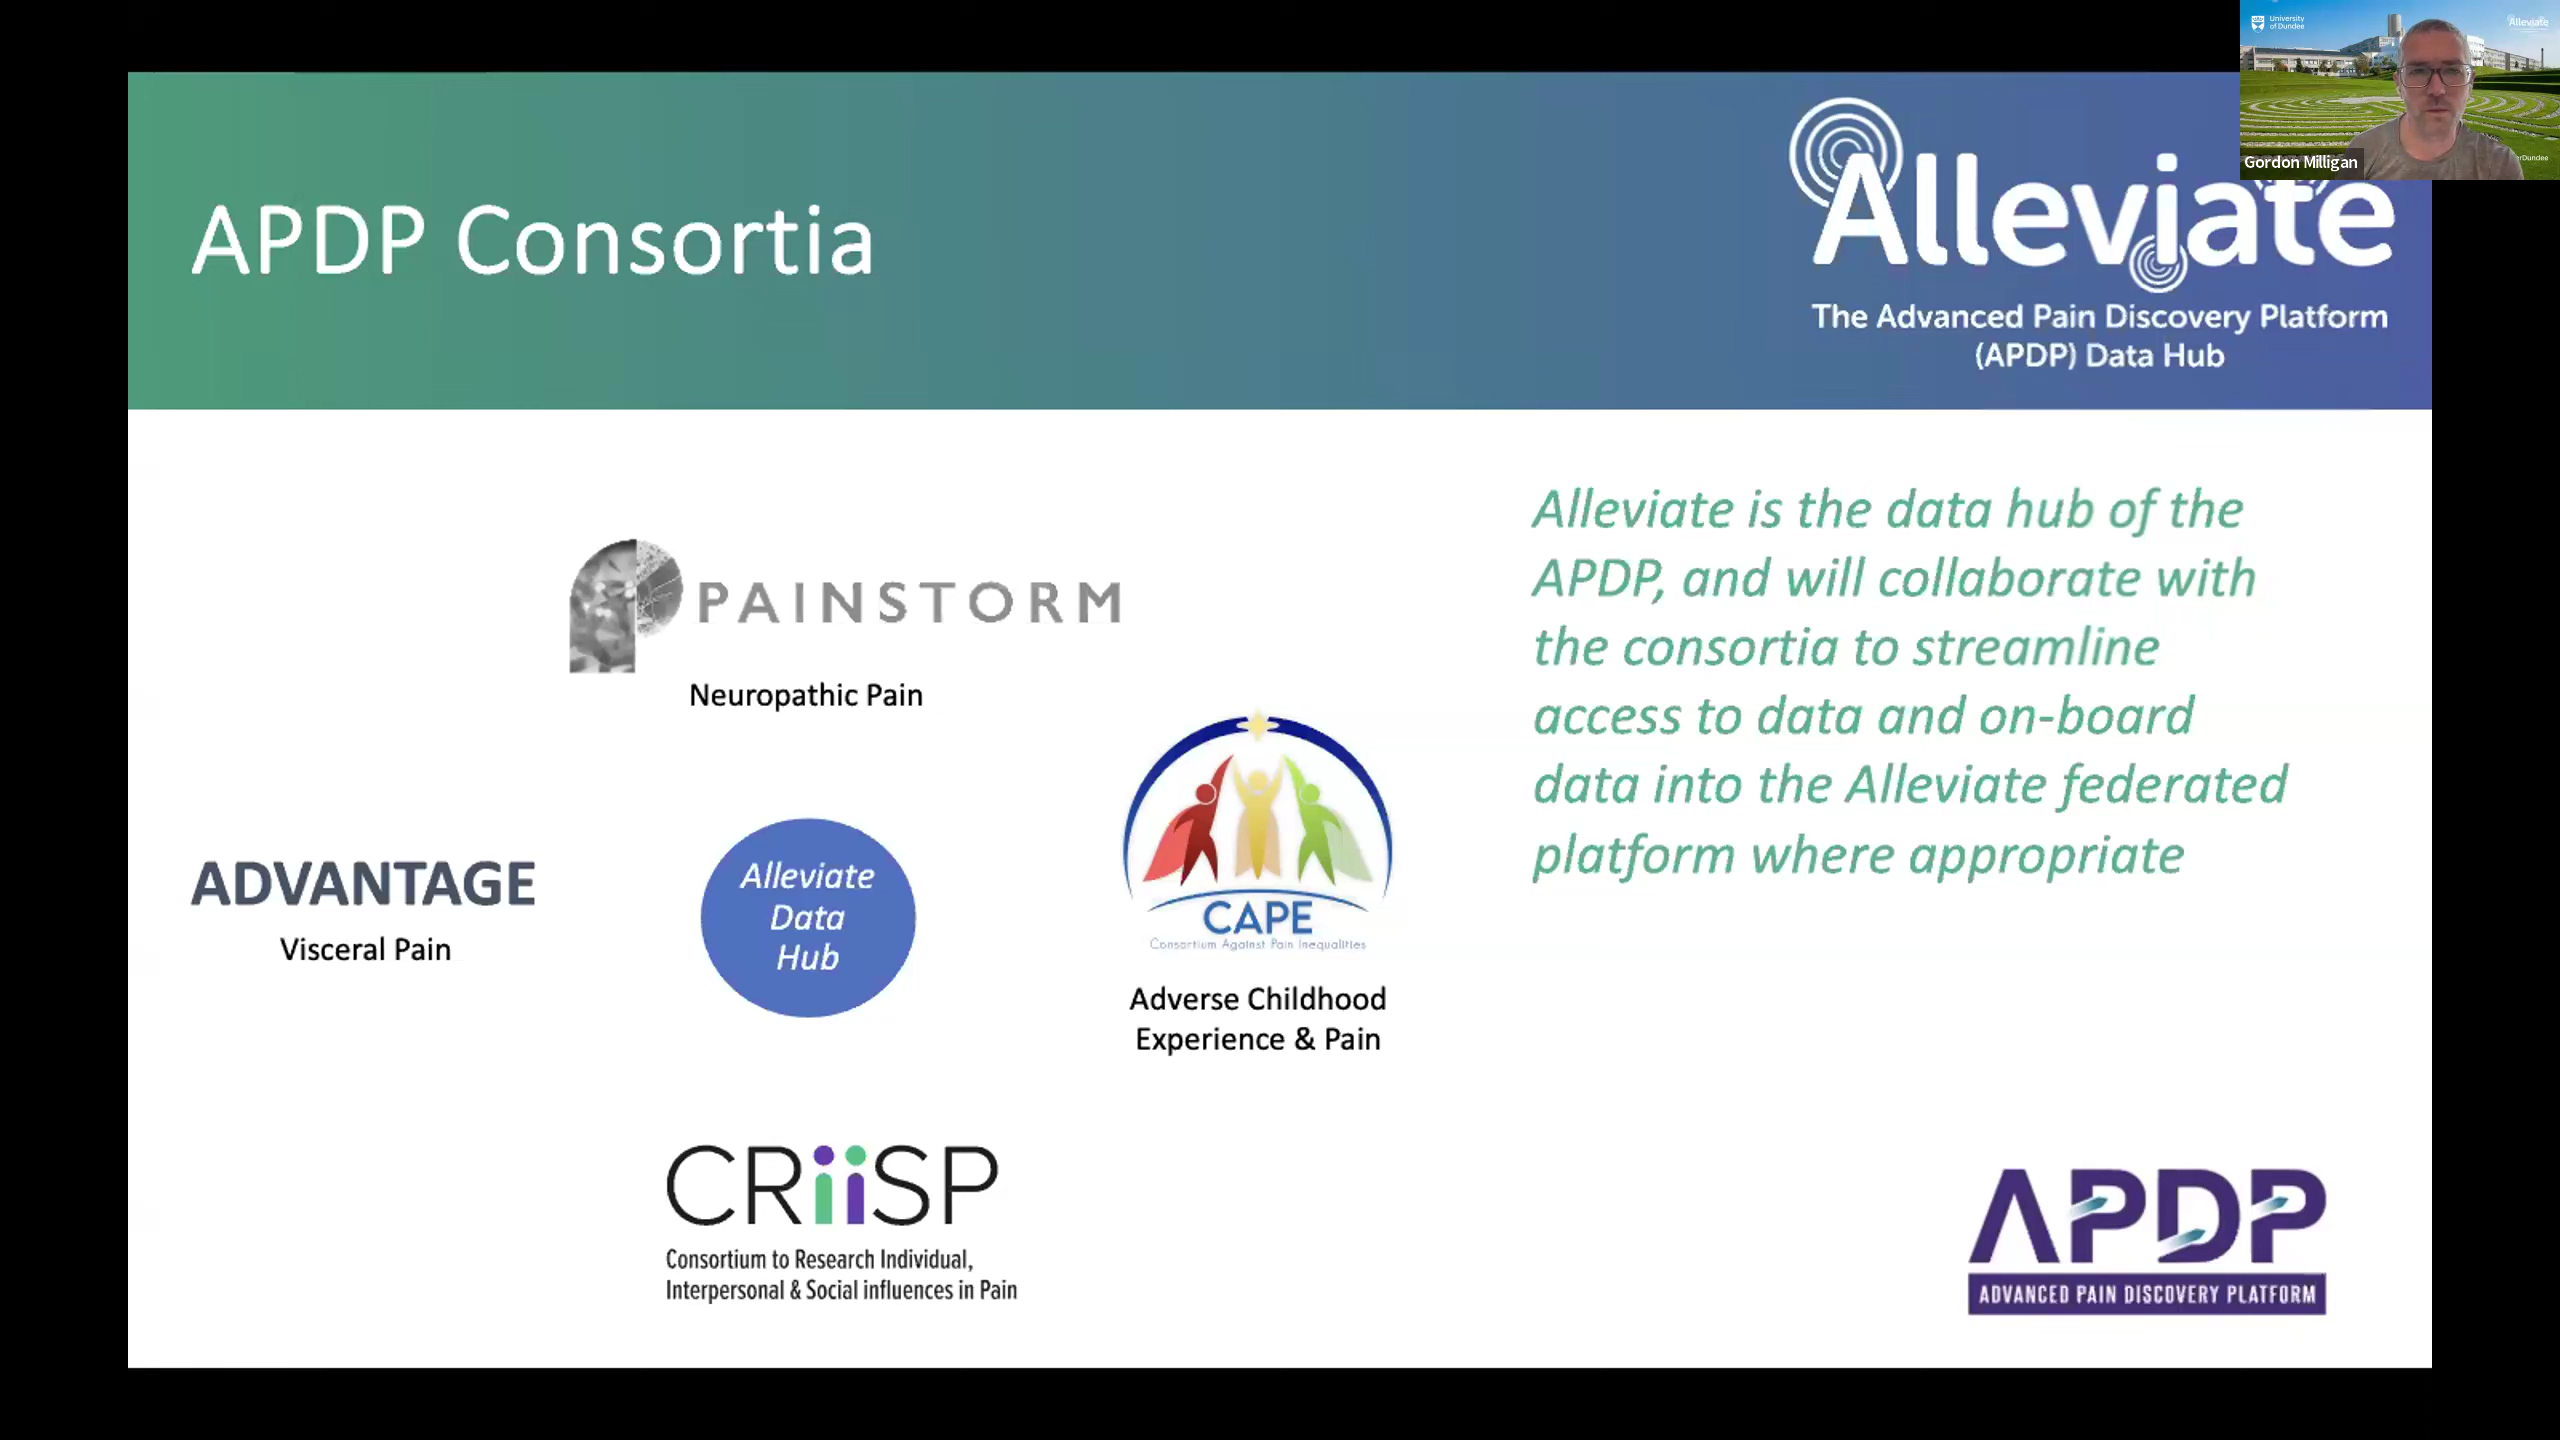 University
of Dundee
Alleviate
Gordon Milligan
APDP Consortia
Alleviate
The Advanced Pain Discovery Platform
(APDP) Data Hub
PAINSTORM
Neuropathic Pain
ADVANTAGE
Visceral Pain
Alleviate
Data
Hub
CAPE
Consortium Against Pain Inequalities
Adverse Childhood
Experience & Pain
CRiiSP
Consortium to Research Individual,
Interpersonal & Social influences in Pain
Alleviate is the data hub of the
APDP, and will collaborate with
the consortia to streamline
access to data and on-board
data into the Alleviate federated
platform where appropriate
APDP
ADVANCED PAIN DISCOVERY PLATFORM